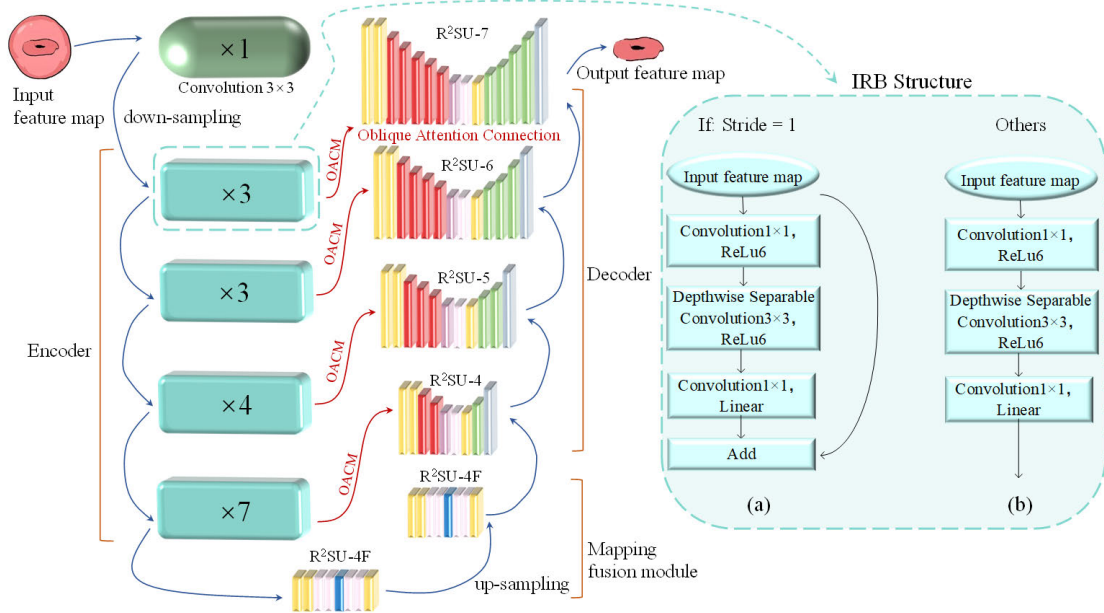 Input
feature map
×1
Convolution 3×3
down-sampling
R²SU-7
Output feature map
Oblique Attention Connection
OACM
×3
R²SU-6
OACM
×3
R²SU-5
Encoder
Decoder
OACM
×4
R²SU-4
OACM
×7
R²SU-4F
R²SU-4F
up-sampling
Mapping
fusion module
IRB Structure
If: Stride = 1
Input feature map
Convolution1×1,
ReLu6
Depthwise Separable
Convolution3×3,
ReLu6
Convolution1×1,
Linear
Add
(a)
Others
Input feature map
Convolution1×1,
ReLu6
Depthwise Separable
Convolution3×3,
ReLu6
Convolution1×1,
Linear
(b)